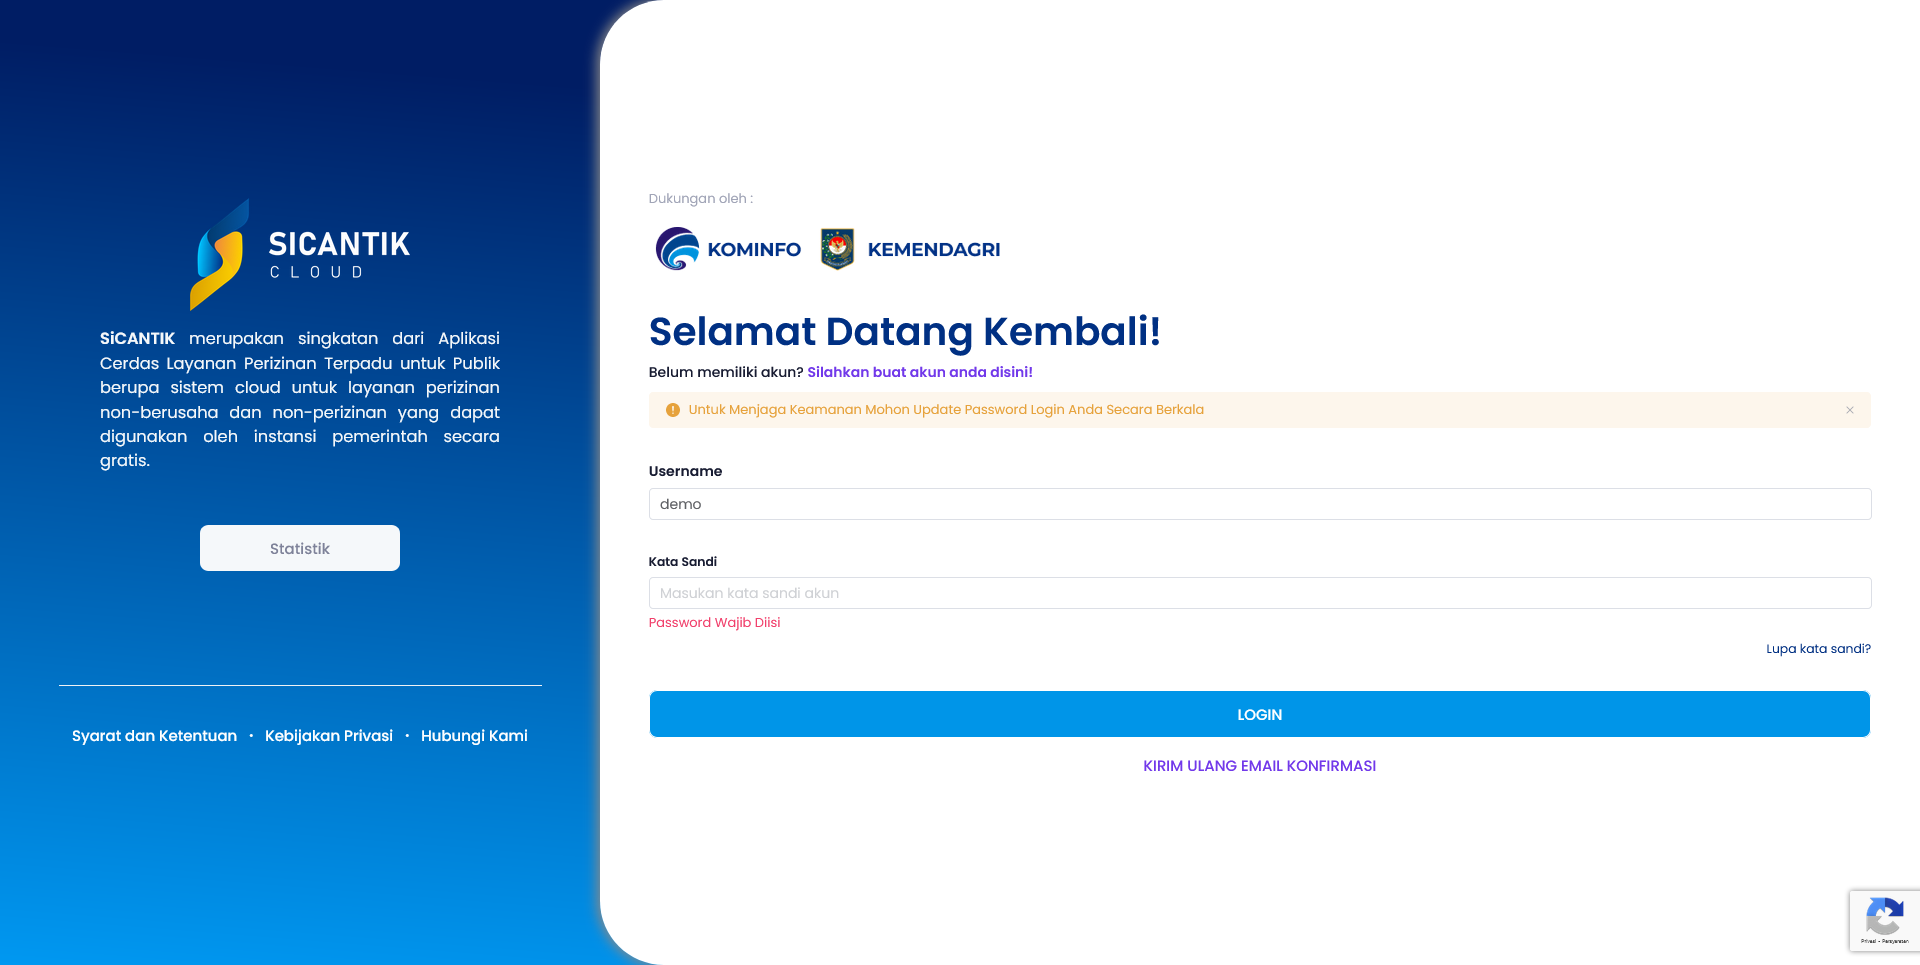 SICANTIK
CLOUD
SiCANTIK merupakan singkatan dari Aplikasi
Cerdas Layanan Perizinan Terpadu untuk Publik
berupa sistem cloud untuk layanan perizinan
non-berusaha dan non-perizinan yang dapat
digunakan oleh instansi pemerintah secara
gratis.
Statistik
Syarat dan Ketentuan • Kebijakan Privasi • Hubungi Kami
Dukungan oleh :
KOMINFO KEMENDAGRI
Selamat Datang Kembali!
Belum memiliki akun? Silahkan buat akun anda disini!
Untuk Menjaga Keamanan Mohon Update Password Login Anda Secara Berkala
Username
demo
Kata Sandi
Masukan kata sandi akun
Password Wajib Diisi
Lupa kata sandi?
LOGIN
KIRIM ULANG EMAIL KONFIRMASI
Privasi - Persyaratan